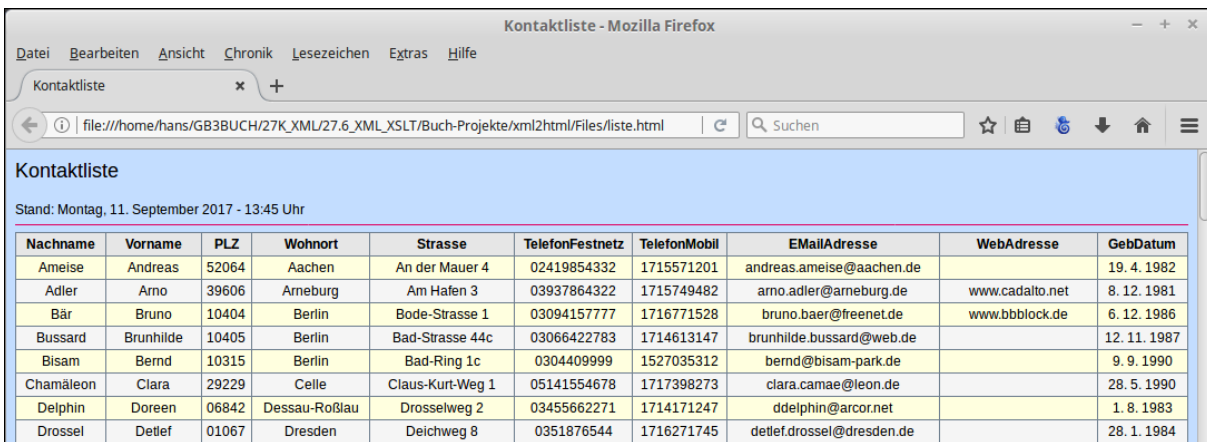 Kontaktliste - Mozilla Firefox
Datei Bearbeiten Ansicht Chronik Lesezeichen Extras Hilfe
Kontaktliste
file:///home/hans/GB3BUCH/27K_XML/27.6_XML_XSLT/Buch-Projekte/xml2html/Files/liste.html Suchen
Kontaktliste
Stand: Montag, 11. September 2017 - 13:45 Uhr
Nachname Vorname PLZ Wohnort Strasse TelefonFestnetz TelefonMobil EMailAdresse WebAdresse GebDatum
Ameise Andreas 52064 Aachen An der Mauer 4 02419854332 1715571201 andreas.ameise@aachen.de 19. 4. 1982
Adler Arno 39606 Arneburg Am Hafen 3 03937864322 1715749482 arno.adler@arneburg.de www.cadalto.net 8. 12. 1981
Bär Bruno 10404 Berlin Bode-Strasse 1 03094157777 1716771528 bruno.baer@freenet.de www.bbblock.de 6. 12. 1986
Bussard Brunhilde 10405 Berlin Bad-Strasse 44c 03066422783 1714613147 brunhilde.bussard@web.de 12. 11. 1987
Bisam Bernd 10315 Berlin Bad-Ring 1c 0304409999 1527035312 bernd@bisam-park.de 9. 9. 1990
Chamäleon Clara 29229 Celle Claus-Kurt-Weg 1 05141554678 1717398273 clara.camae@leon.de 28. 5. 1990
Delphin Doreen 06842 Dessau-Roßlau Drosselweg 2 03455662271 1714171247 ddelphin@arcor.net 1. 8. 1983
Drossel Detlef 01067 Dresden Deichweg 8 0351876544 1716271745 detlef.drossel@dresden.de 28. 1. 1984